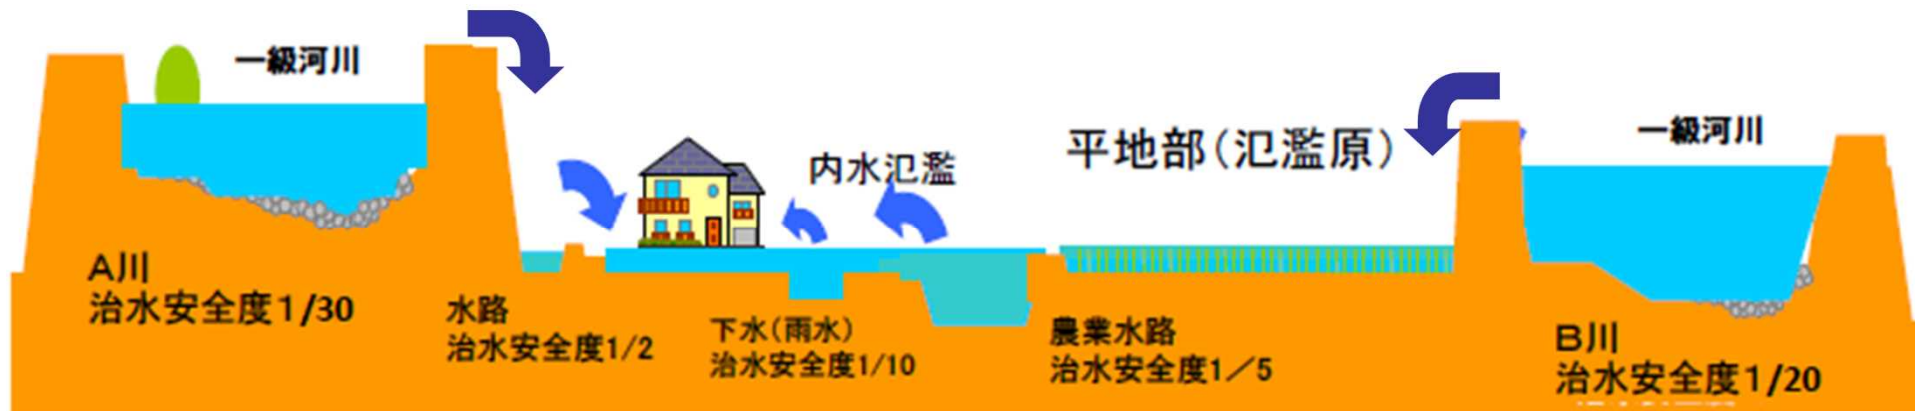 一級河川
一級河川
平地部(氾濫原)
内水氾濫
A川
治水安全度1/30
水路
治水安全度1/2
下水(雨水)
治水安全度1/10
農業水路
治水安全度1／5
B川
治水安全度1/20